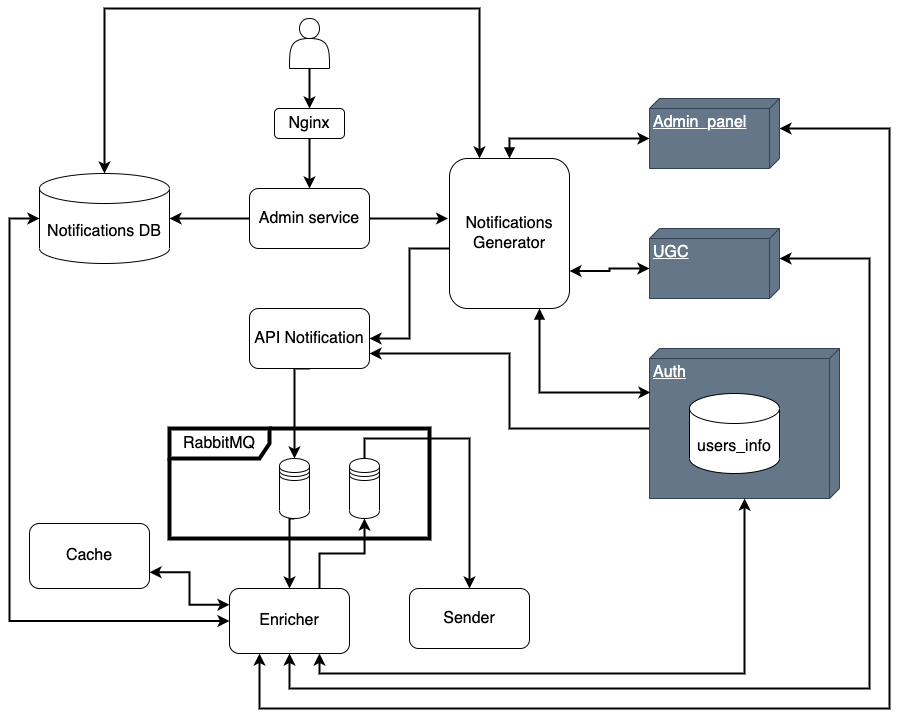 Nginx
Admin_panel
Notifications DB
Admin service
Notifications
Generator
UGC
API Notification
Auth
users_info
RabbitMQ
Cache
Enricher
Sender